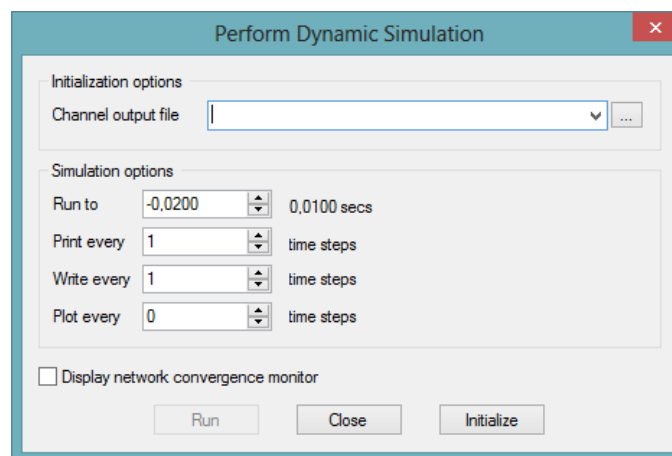 Perform Dynamic Simulation
Initialization options
Channel output file
...
Simulation options
Run to -0,0200 0,0100 secs
Print every 1 time steps
Write every 1 time steps
Plot every 0 time steps
Display network convergence monitor
Run Close Initialize